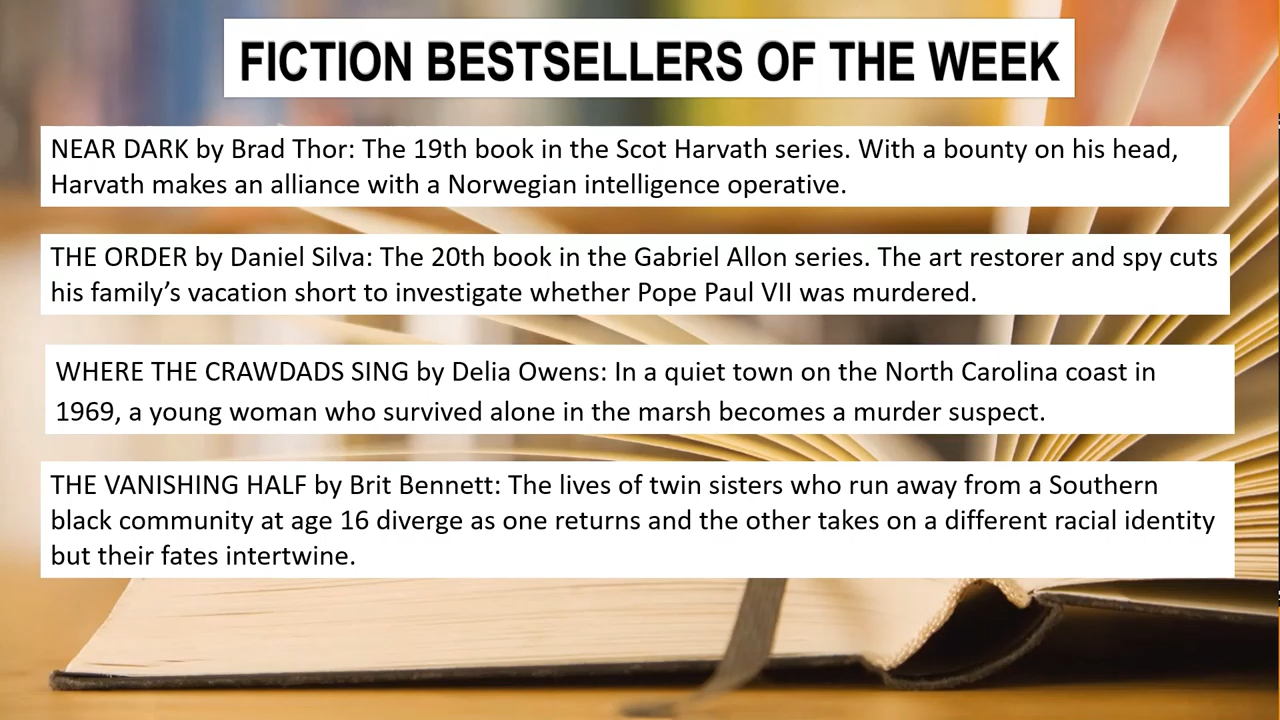 FICTION BESTSELLERS OF THE WEEK
NEAR DARK by Brad Thor: The 19th book in the Scot Harvath series. With a bounty on his head,
Harvath makes an alliance with a Norwegian intelligence operative.
THE ORDER by Daniel Silva: The 20th book in the Gabriel Allon series. The art restorer and spy cuts
his family’s vacation short to investigate whether Pope Paul VII was murdered.
WHERE THE CRAWDADS SING by Delia Owens: In a quiet town on the North Carolina coast in
1969, a young woman who survived alone in the marsh becomes a murder suspect.
THE VANISHING HALF by Brit Bennett: The lives of twin sisters who run away from a Southern
black community at age 16 diverge as one returns and the other takes on a different racial identity
but their fates intertwine.